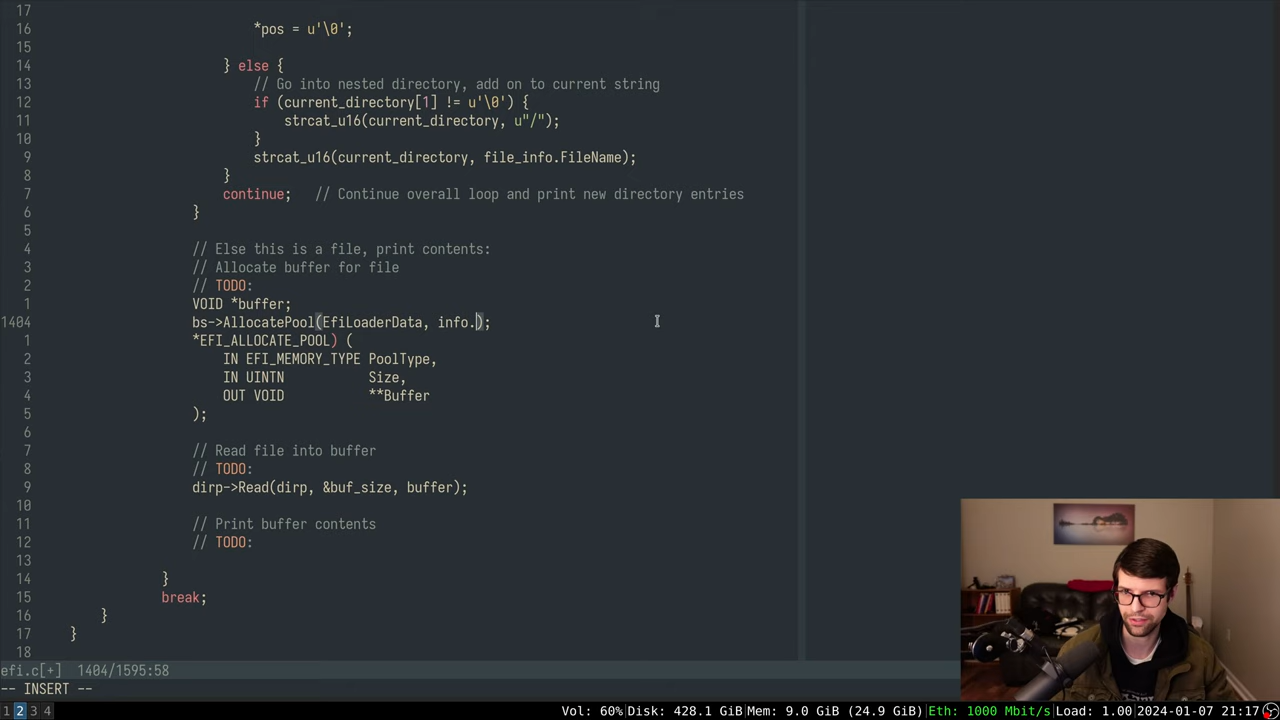 17
16 *pos = u'\0';
15
14 } else {
13 // Go into nested directory, add on to current string
12 if (current_directory[1] != u'\0') {
11 strcat_u16(current_directory, u"/");
10 }
9 strcat_u16(current_directory, file_info.FileName);
8 }
7 continue; // Continue overall loop and print new directory entries
6 }
5
4 // Else this is a file, print contents:
3 // Allocate buffer for file
2 // TODO:
1 VOID *buffer;
1404 bs->AllocatePool(EfiLoaderData, info.);
1 *EFI_ALLOCATE_POOL) (
2 IN EFI_MEMORY_TYPE PoolType,
3 IN UINTN Size,
4 OUT VOID **Buffer
5 );
6
7 // Read file into buffer
8 // TODO:
9 dirp->Read(dirp, &buf_size, buffer);
10
11 // Print buffer contents
12 // TODO:
13
14 }
15 break;
16 }
17 }
18
efi.c[+] 1404/1595:58
-- INSERT --
1 2 3 4 Vol: 60% Disk: 428.1 GiB Mem: 9.0 GiB (24.9 GiB) Eth: 1000 Mbit/s Load: 1.00 2024-01-07 21:17